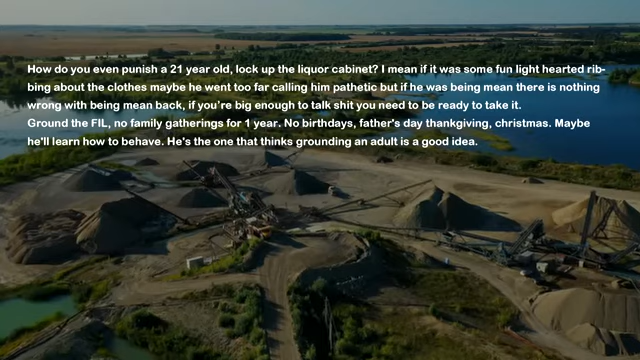 How do you even punish a 21 year old, lock up the liquor cabinet? I mean if it was some fun light hearted rib-
bing about the clothes maybe he went too far calling him pathetic but if he was being mean there is nothing
wrong with being mean back, if you're big enough to talk shit you need to be ready to take it.
Ground the FIL, no family gatherings for 1 year. No birthdays, father's day thankgiving, christmas. Maybe
he'll learn how to behave. He's the one that thinks grounding an adult is a good idea.